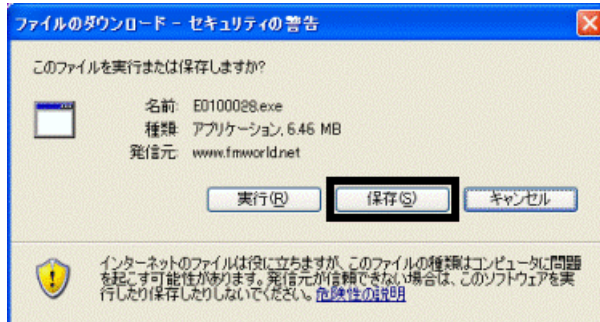 ファイルのダウンロード - セキュリティの警告
このファイルを実行または保存しますか?
名前: E0100028.exe
種類: アプリケーション, 6.46 MB
発信元: www.fmworld.net
実行(R) 保存(S) キャンセル
インターネットのファイルは役に立ちますが、このファイルの種類はコンピュータに問題
を起こす可能性があります。発信元が信頼できない場合は、このソフトウェアを実
行したり保存したりしないでください。危険性の説明